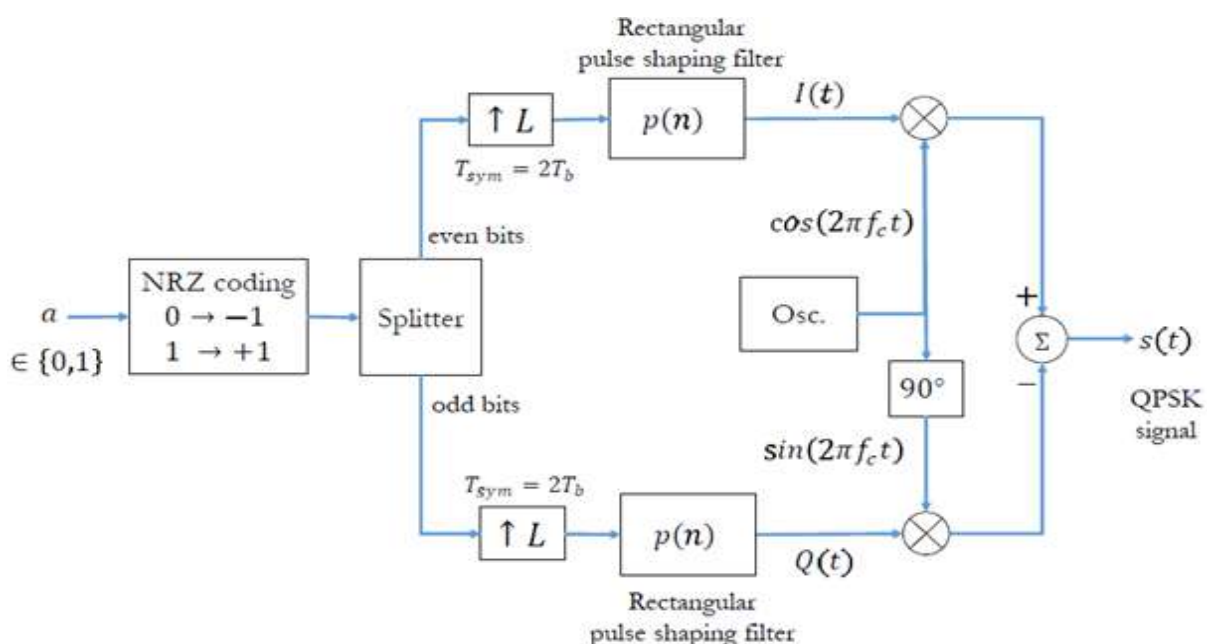 Rectangular
pulse shaping filter
↑ L
p(n)
I(t)
T_sym = 2T_b
cos(2πf_c t)
even bits
NRZ coding
0 → −1
1 → +1
a
∈ {0,1}
Splitter
Osc.
+
Σ
s(t)
−
90°
QPSK
signal
odd bits
sin(2πf_c t)
T_sym = 2T_b
↑ L
p(n)
Q(t)
Rectangular
pulse shaping filter